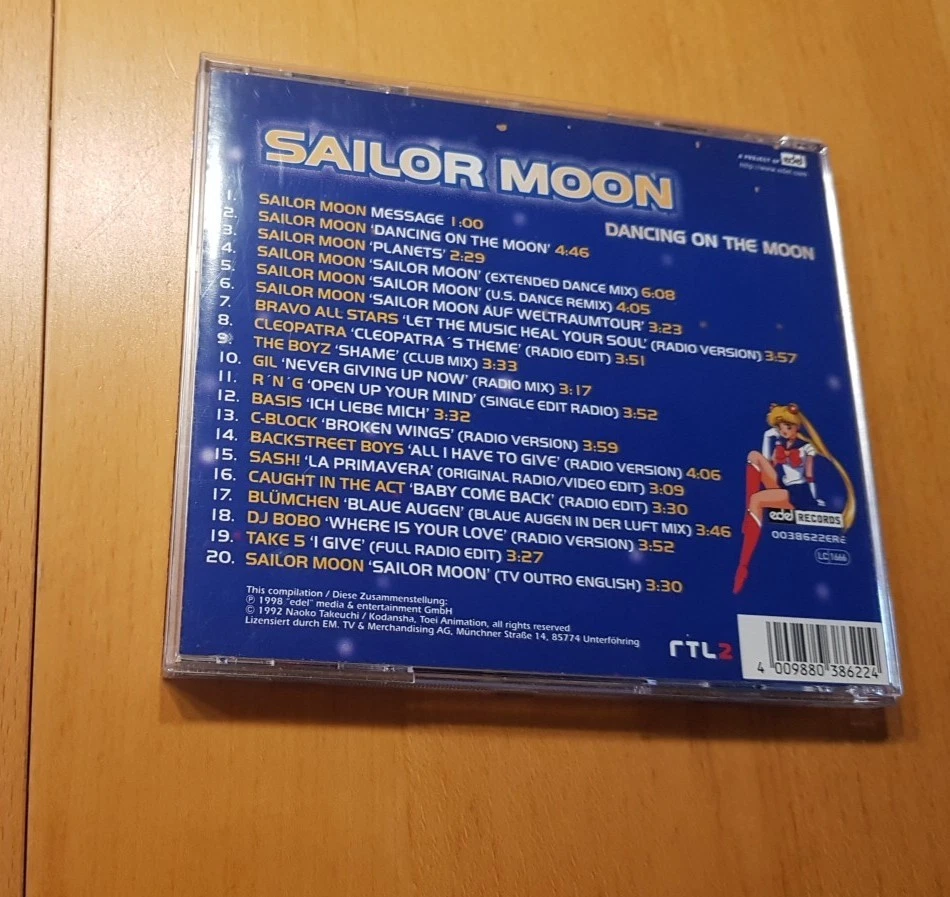 SAILOR MOON
DANCING ON THE MOON
A PROJECT OF edel
http://www.edel.com
1. SAILOR MOON MESSAGE 1:00
2. SAILOR MOON ‘DANCING ON THE MOON’ 4:46
3. SAILOR MOON ‘PLANETS’ 2:29
4. SAILOR MOON ‘SAILOR MOON’ (EXTENDED DANCE MIX) 6:08
5. SAILOR MOON ‘SAILOR MOON’ (U.S. DANCE REMIX) 4:05
6. SAILOR MOON ‘SAILOR MOON AUF WELTRAUMTOUR’ 3:23
7. BRAVO ALL STARS ‘LET THE MUSIC HEAL YOUR SOUL’ (RADIO VERSION) 3:57
8. CLEOPATRA ‘CLEOPATRA´S THEME’ (RADIO EDIT) 3:51
9. THE BOYZ ‘SHAME’ (CLUB MIX) 3:33
10. GIL ‘NEVER GIVING UP NOW’ (RADIO MIX) 3:17
11. R´N´G ‘OPEN UP YOUR MIND’ (SINGLE EDIT RADIO) 3:52
12. BASIS ‘ICH LIEBE MICH’ 3:32
13. C-BLOCK ‘BROKEN WINGS’ (RADIO VERSION) 3:59
14. BACKSTREET BOYS ‘ALL I HAVE TO GIVE’ (RADIO VERSION) 4:06
15. SASH! ‘LA PRIMAVERA’ (ORIGINAL RADIO/VIDEO EDIT) 3:09
16. CAUGHT IN THE ACT ‘BABY COME BACK’ (RADIO EDIT) 3:30
17. BLÜMCHEN ‘BLAUE AUGEN’ (BLAUE AUGEN IN DER LUFT MIX) 3:46
18. DJ BOBO ‘WHERE IS YOUR LOVE’ (RADIO VERSION) 3:52
19. TAKE 5 ‘I GIVE’ (FULL RADIO EDIT) 3:27
20. SAILOR MOON ‘SAILOR MOON’ (TV OUTRO ENGLISH) 3:30
edel RECORDS
0038622ERE
LC 1666
This compilation / Diese Zusammenstellung:
℗ 1998 "edel" media & entertainment GmbH
© 1992 Naoko Takeuchi / Kodansha, Toei Animation, all rights reserved
Lizensiert durch EM. TV & Merchandising AG, Münchner Straße 14, 85774 Unterföhring
RTL2
4 009880 386224